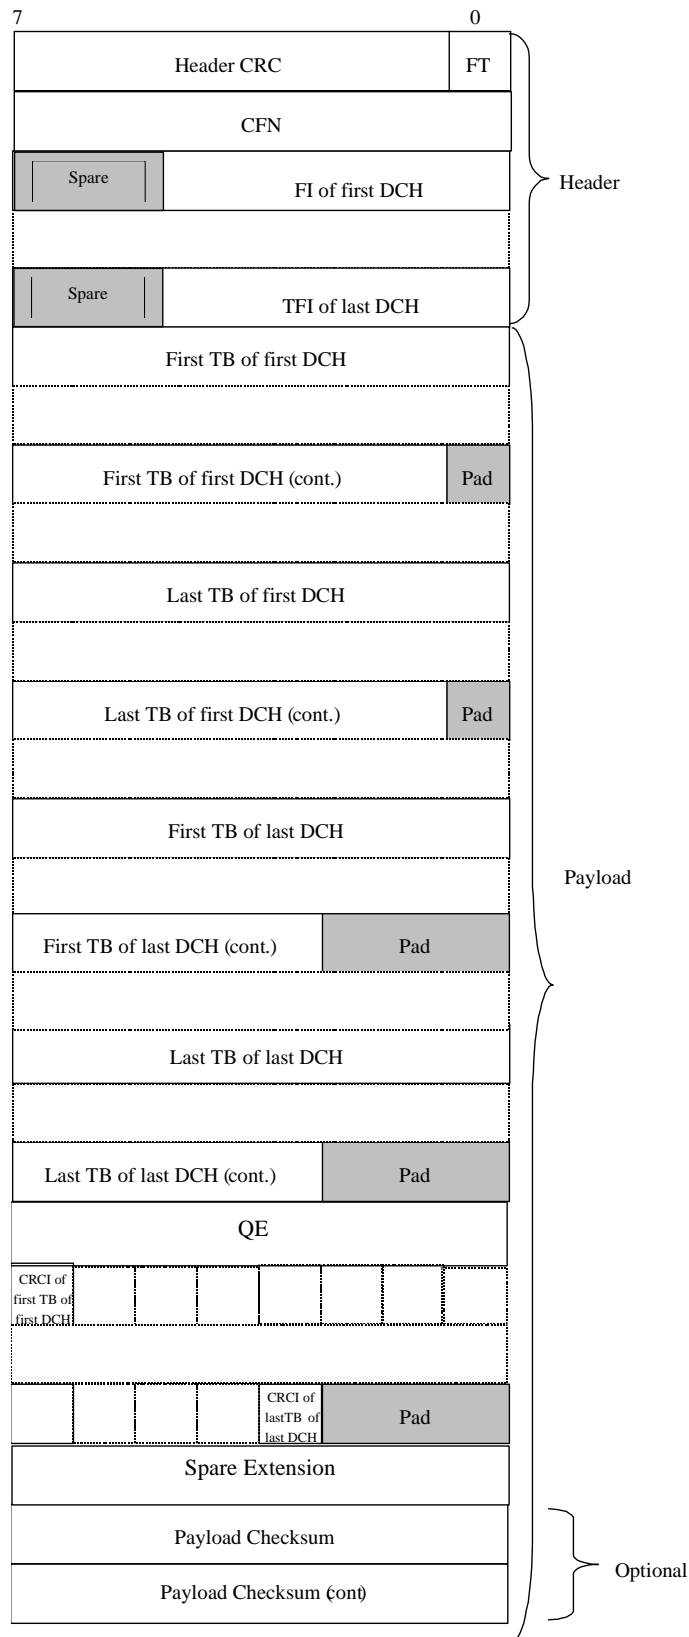 7 0
Header CRC FT
CFN
Spare FI of first DCH
Header
Spare TFI of last DCH
First TB of first DCH
First TB of first DCH (cont.) Pad
Last TB of first DCH
Last TB of first DCH (cont.) Pad
First TB of last DCH
Payload
First TB of last DCH (cont.) Pad
Last TB of last DCH
Last TB of last DCH (cont.) Pad
QE
CRCI of
first TB of
first DCH
CRCI of
lastTB of
last DCH
Pad
Spare Extension
Payload Checksum
Optional
Payload Checksum (cont)